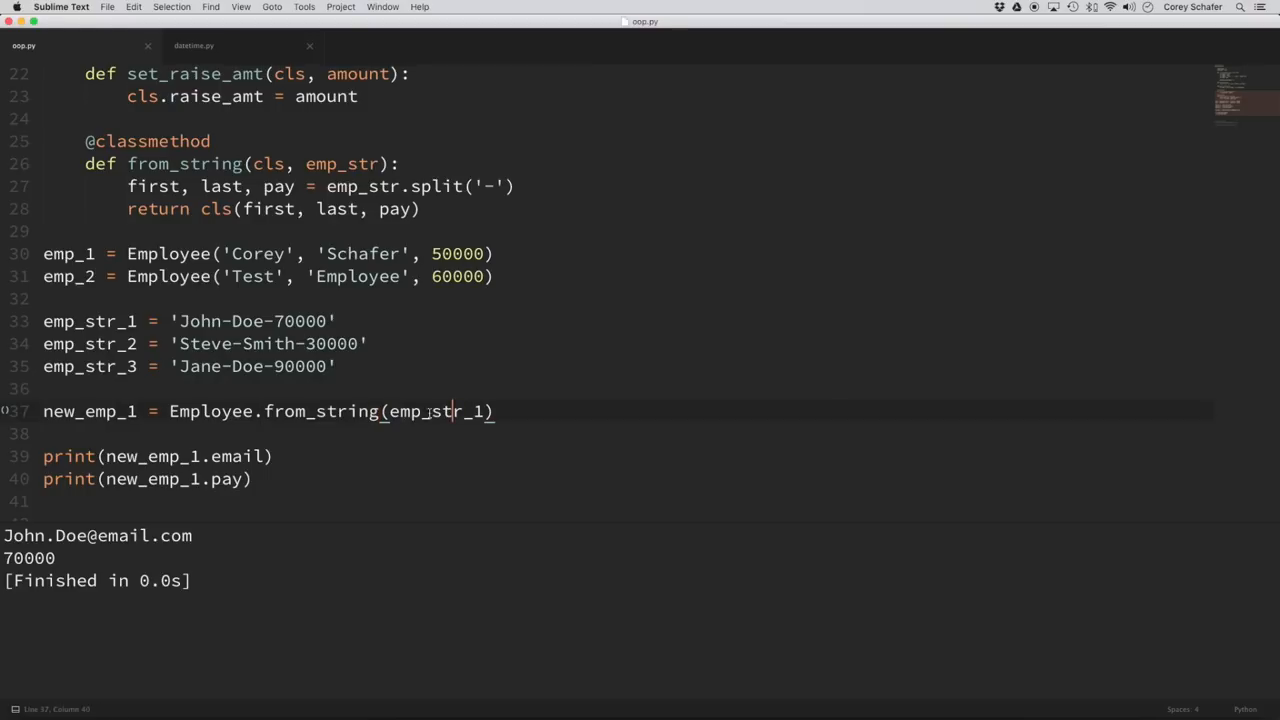 Sublime Text File Edit Selection Find View Goto Tools Project Window Help Corey Schafer
oop.py
oop.py datetime.py
22 def set_raise_amt(cls, amount):
23 cls.raise_amt = amount
24
25 @classmethod
26 def from_string(cls, emp_str):
27 first, last, pay = emp_str.split('-')
28 return cls(first, last, pay)
29
30 emp_1 = Employee('Corey', 'Schafer', 50000)
31 emp_2 = Employee('Test', 'Employee', 60000)
32
33 emp_str_1 = 'John-Doe-70000'
34 emp_str_2 = 'Steve-Smith-30000'
35 emp_str_3 = 'Jane-Doe-90000'
36
37 new_emp_1 = Employee.from_string(emp_str_1)
38
39 print(new_emp_1.email)
40 print(new_emp_1.pay)
41
John.Doe@email.com
70000
[Finished in 0.0s]
Line 37, Column 40 Spaces: 4 Python